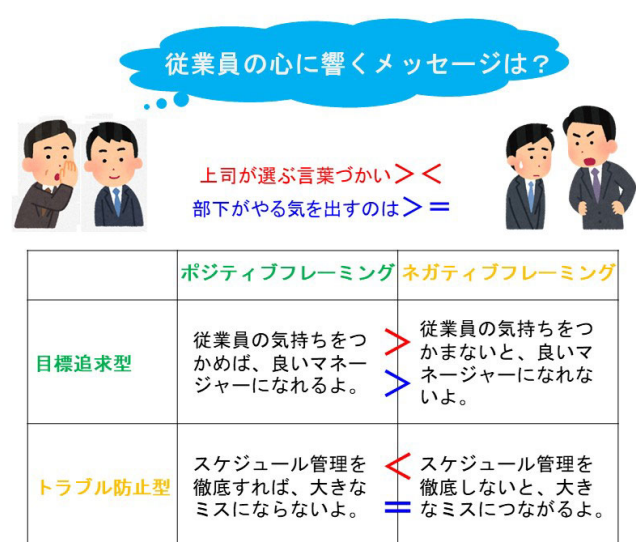 従業員の心に響くメッセージは？
上司が選ぶ言葉づかい＞＜
部下がやる気を出すのは＞＝
ポジティブフレーミング
ネガティブフレーミング
目標追求型
従業員の気持ちをつ
かめば、良いマネー
ジャーになれるよ。
＞
＞
従業員の気持ちをつ
かまないと、良いマ
ネージャーになれな
いよ。
トラブル防止型
スケジュール管理を
徹底すれば、大きな
ミスにならないよ。
＜
＝
スケジュール管理を
徹底しないと、大き
なミスにつながるよ。